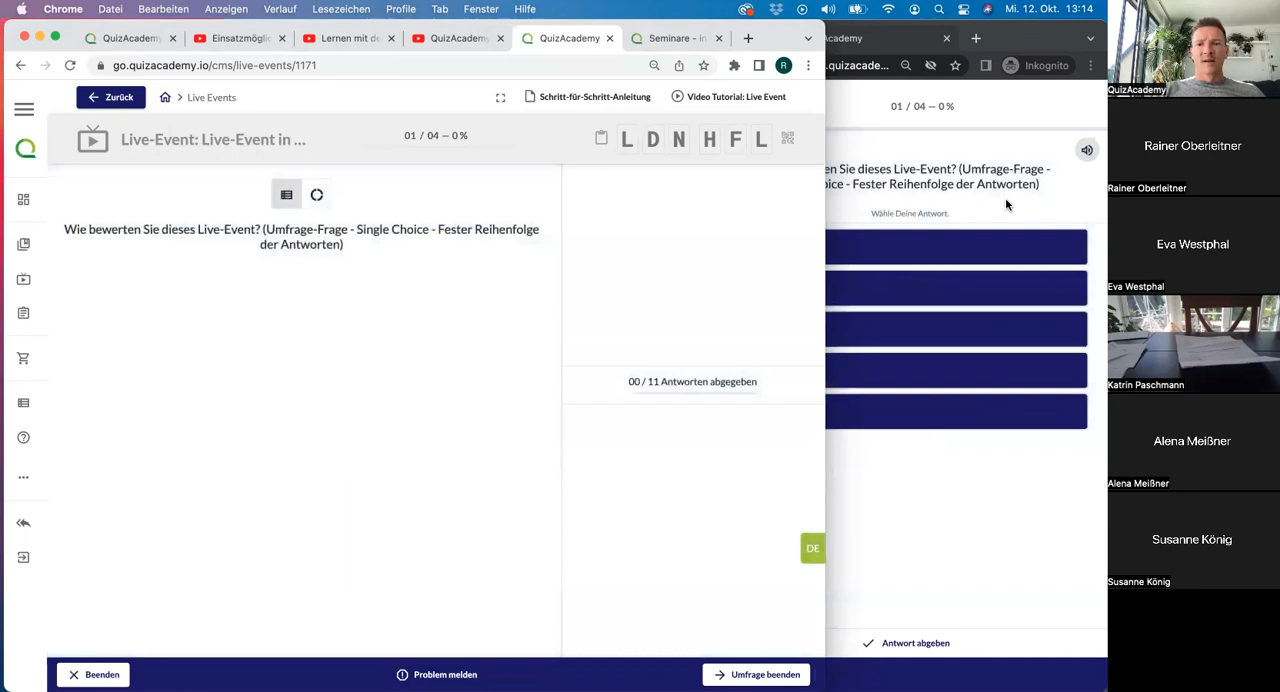 Chrome Datei Bearbeiten Anzeigen Verlauf Lesezeichen Profile Tab Fenster Hilfe
Mi. 12. Okt. 13:14
QuizAcademy
Einsatzmögli
Lernen mit de
QuizAcademy
QuizAcademy
Seminare - in
cademy
go.quizacademy.io/cms/live-events/1171
R
.quizacade...
Inkognito
Zurück
Live Events
Schritt-für-Schritt-Anleitung
Video Tutorial: Live Event
Live-Event: Live-Event in ...
01 / 04 — 0 %
L D N H F L
Wie bewerten Sie dieses Live-Event? (Umfrage-Frage - Single Choice - Fester Reihenfolge
der Antworten)
00 / 11 Antworten abgegeben
DE
Beenden
Problem melden
Umfrage beenden
01 / 04 — 0 %
en Sie dieses Live-Event? (Umfrage-Frage -
oice - Fester Reihenfolge der Antworten)
Wähle Deine Antwort.
Antwort abgeben
QuizAcademy
Rainer Oberleitner
Rainer Oberleitner
Eva Westphal
Eva Westphal
Katrin Paschmann
Alena Meißner
Alena Meißner
Susanne König
Susanne König